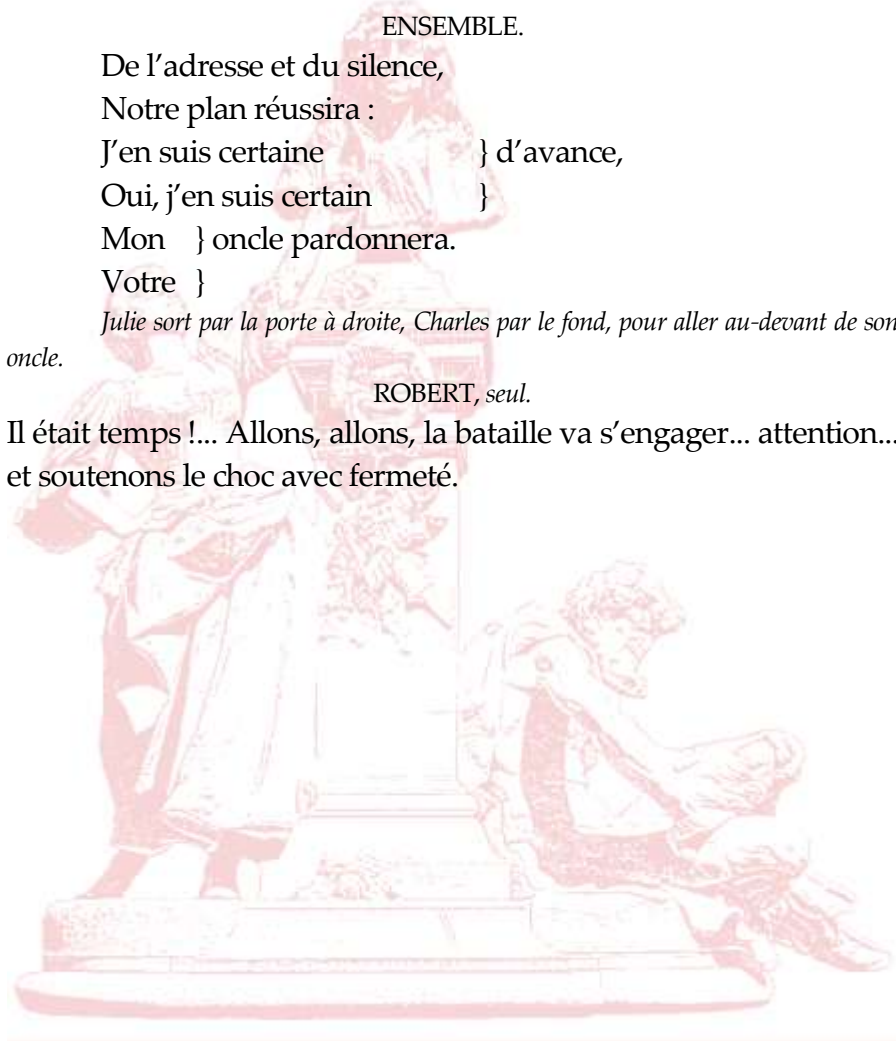 ENSEMBLE.
De l’adresse et du silence,
Notre plan réussira :
J’en suis certaine } d’avance,
Oui, j’en suis certain }
Mon } oncle pardonnera.
Votre }
Julie sort par la porte à droite, Charles par le fond, pour aller au-devant de son
oncle.
ROBERT, seul.
Il était temps !... Allons, allons, la bataille va s’engager... attention...
et soutenons le choc avec fermeté.